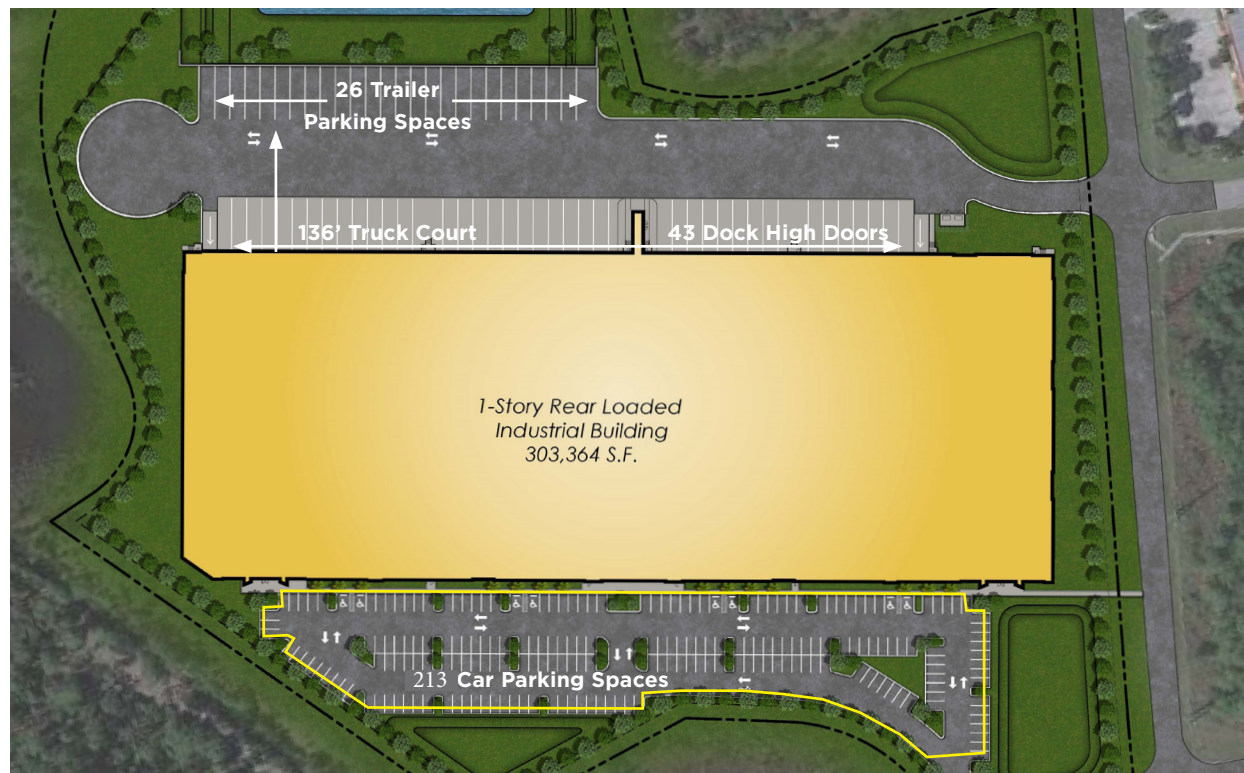 26 Trailer
Parking Spaces
136’ Truck Court
43 Dock High Doors
1-Story Rear Loaded
Industrial Building
303,364 S.F.
213 Car Parking Spaces